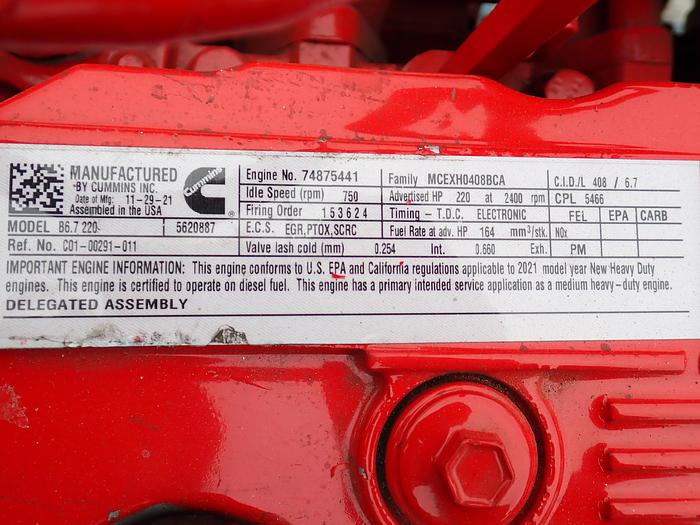 MANUFACTURED
BY CUMMINS INC.
Date of Mfg: 11-29-21
Assembled in the USA
Cummins
MODEL B6.7 220 5620887
Ref. No. C01-00291-011
Engine No. 74875441
Idle Speed (rpm) 750
Firing Order 153624
E.C.S. EGR,PTOX,SCRC
Valve lash cold (mm) 0.254 Int. 0.660 Exh.
Family MCEXH0408BCA
Advertised HP 220 at 2400 rpm
Timing - T.D.C. ELECTRONIC
Fuel Rate at adv. HP 164 mm³/stk.
C.I.D./L 408 / 6.7
CPL 5466
FEL EPA CARB
NOx
PM
IMPORTANT ENGINE INFORMATION: This engine conforms to U.S. EPA and California regulations applicable to 2021 model year New Heavy Duty
engines. This engine is certified to operate on diesel fuel. This engine has a primary intended service application as a medium heavy-duty engine.
DELEGATED ASSEMBLY